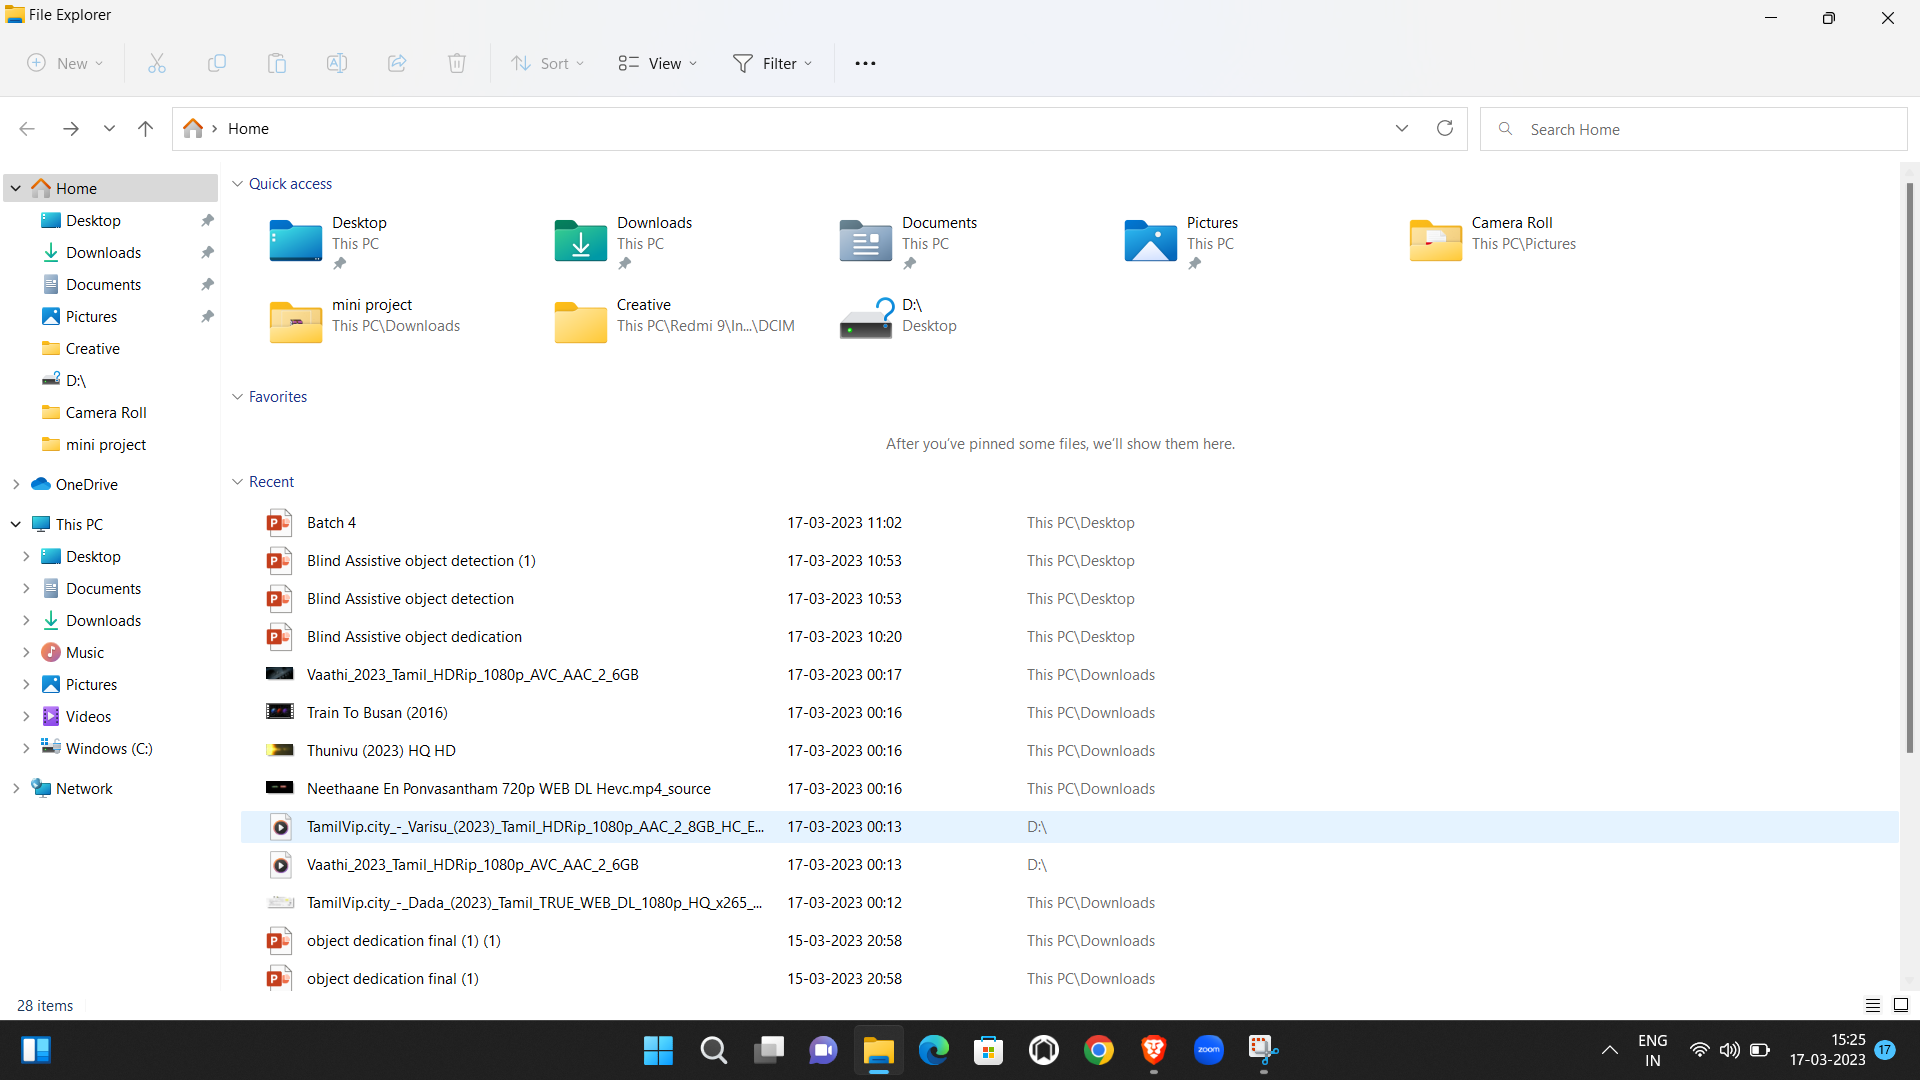 File Explorer
New
Sort
View
Filter
Home
Search Home
Home
Desktop
Downloads
Documents
Pictures
Creative
D:\
Camera Roll
mini project
OneDrive
This PC
Desktop
Documents
Downloads
Music
Pictures
Videos
Windows (C:)
Network
Quick access
Desktop
This PC
Downloads
This PC
Documents
This PC
Pictures
This PC
Camera Roll
This PC\Pictures
mini project
This PC\Downloads
Creative
This PC\Redmi 9\In...\DCIM
D:\
Desktop
Favorites
After you've pinned some files, we'll show them here.
Recent
Batch 4 17-03-2023 11:02 This PC\Desktop
Blind Assistive object detection (1) 17-03-2023 10:53 This PC\Desktop
Blind Assistive object detection 17-03-2023 10:53 This PC\Desktop
Blind Assistive object dedication 17-03-2023 10:20 This PC\Desktop
Vaathi_2023_Tamil_HDRip_1080p_AVC_AAC_2_6GB 17-03-2023 00:17 This PC\Downloads
Train To Busan (2016) 17-03-2023 00:16 This PC\Downloads
Thunivu (2023) HQ HD 17-03-2023 00:16 This PC\Downloads
Neethaane En Ponvasantham 720p WEB DL Hevc.mp4_source 17-03-2023 00:16 This PC\Downloads
TamilVip.city_-_Varisu_(2023)_Tamil_HDRip_1080p_AAC_2_8GB_HC_E... 17-03-2023 00:13 D:\
Vaathi_2023_Tamil_HDRip_1080p_AVC_AAC_2_6GB 17-03-2023 00:13 D:\
TamilVip.city_-_Dada_(2023)_Tamil_TRUE_WEB_DL_1080p_HQ_x265_... 17-03-2023 00:12 This PC\Downloads
object dedication final (1) (1) 15-03-2023 20:58 This PC\Downloads
object dedication final (1) 15-03-2023 20:58 This PC\Downloads
28 items
zoom
ENG
IN
15:25
17-03-2023
17